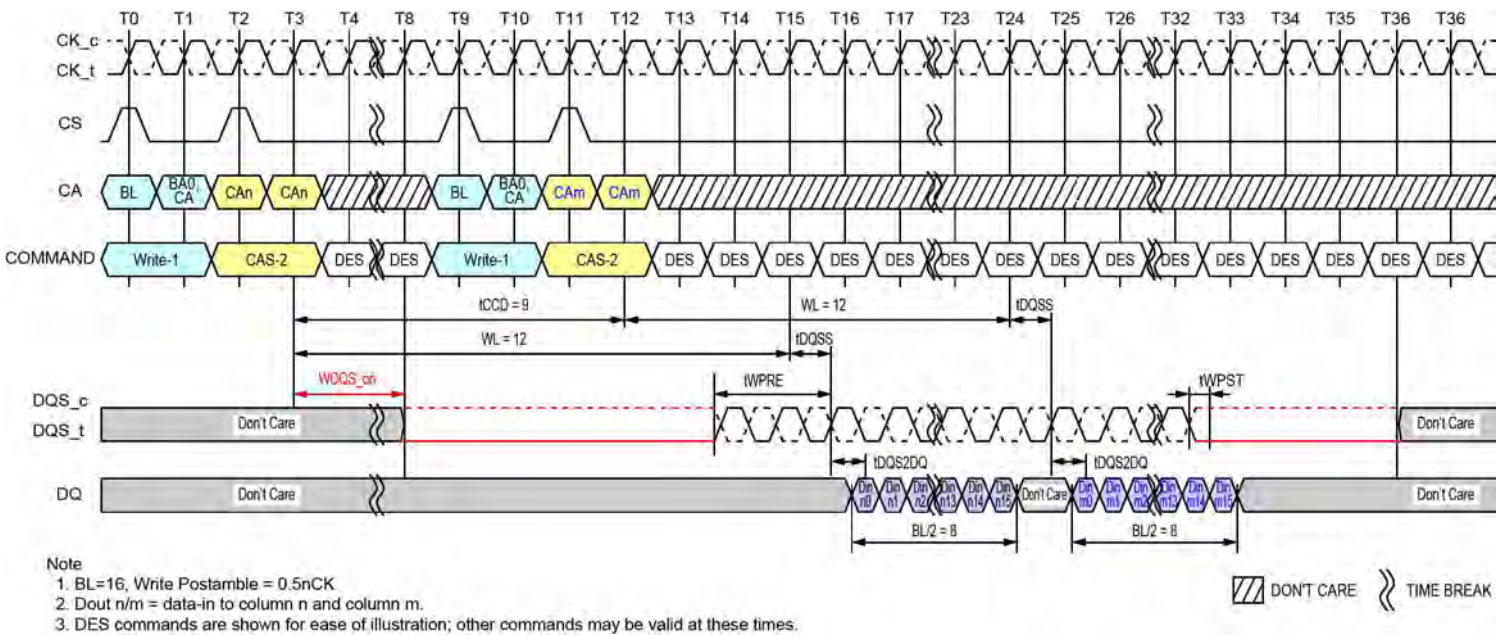 T0 T1 T2 T4 T8 T9 T10 T11 T12 T13 T14 T15 T16 T17 T23 T24 T25 T26 T32 T33 T34 T35 T36 T36
CK_c
CK_t
CS
CA BL BA0, CA CAn CAn BL BA0, CA CAm CAm
COMMAND Write-1 CAS-2 DES DES Write-1 CAS-2 DES DES DES DES DES DES DES DES DES DES DES DES DES DES DES
tCCD = 9 WL = 12 tDQSS
WL = 12 tDQSS
WDQS_on tWPRE tWPST
DQS_c
DQS_t Don't Care Don't Care
tDQS2DQ tDQS2DQ
DQ Don't Care Din n0 Din n1 Din n2 Din n13 Din n14 Din n15 Don't Care Din m0 Din m1 Din m2 Din m13 Din m14 Din m15 Don't Care
BL/2 = 8 BL/2 = 8
Note
1. BL=16, Write Postamble = 0.5nCK
2. Dout n/m = data-in to column n and column m.
3. DES commands are shown for ease of illustration; other commands may be valid at these times.
DON'T CARE TIME BREAK